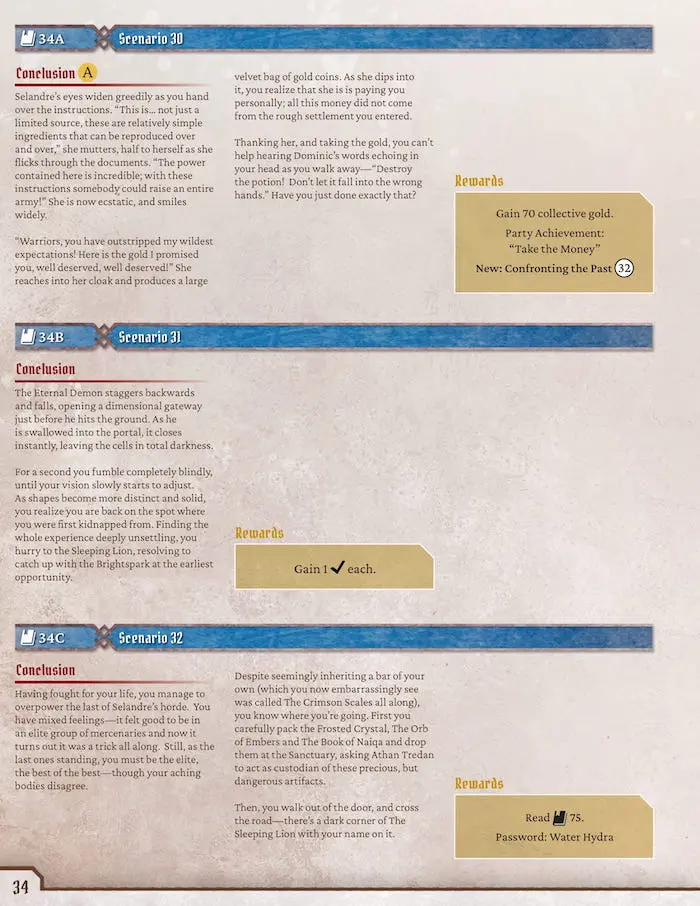 34A
Scenario 30
Conclusion A
Selandre's eyes widen greedily as you hand
over the instructions. "This is… not just a
limited source, these are relatively simple
ingredients that can be reproduced over
and over," she mutters, half to herself as she
flicks through the documents. "The power
contained here is incredible; with these
instructions somebody could raise an entire
army!" She is now ecstatic, and smiles
widely.
"Warriors, you have outstripped my wildest
expectations! Here is the gold I promised
you, well deserved, well deserved!" She
reaches into her cloak and produces a large
velvet bag of gold coins. As she dips into
it, you realize that she is is paying you
personally; all this money did not come
from the rough settlement you entered.
Thanking her, and taking the gold, you can't
help hearing Dominic's words echoing in
your head as you walk away—"Destroy
the potion! Don't let it fall into the wrong
hands." Have you just done exactly that?
Rewards
Gain 70 collective gold.
Party Achievement:
"Take the Money"
New: Confronting the Past 32
34B
Scenario 31
Conclusion
The Eternal Demon staggers backwards
and falls, opening a dimensional gateway
just before he hits the ground. As he
is swallowed into the portal, it closes
instantly, leaving the cells in total darkness.
For a second you fumble completely blindly,
until your vision slowly starts to adjust.
As shapes become more distinct and solid,
you realize you are back on the spot where
you were first kidnapped from. Finding the
whole experience deeply unsettling, you
hurry to the Sleeping Lion, resolving to
catch up with the Brightspark at the earliest
opportunity.
Rewards
Gain 1 ✔ each.
34C
Scenario 32
Conclusion
Having fought for your life, you manage to
overpower the last of Selandre's horde. You
have mixed feelings—it felt good to be in
an elite group of mercenaries and now it
turns out it was a trick all along. Still, as the
last ones standing, you must be the elite,
the best of the best—though your aching
bodies disagree.
Despite seemingly inheriting a bar of your
own (which you now embarrassingly see
was called The Crimson Scales all along),
you know where you're going. First you
carefully pack the Frosted Crystal, The Orb
of Embers and The Book of Naiqa and drop
them at the Sanctuary, asking Athan Tredan
to act as custodian of these precious, but
dangerous artifacts.
Then, you walk out of the door, and cross
the road—there's a dark corner of The
Sleeping Lion with your name on it.
Rewards
Read 75.
Password: Water Hydra
34